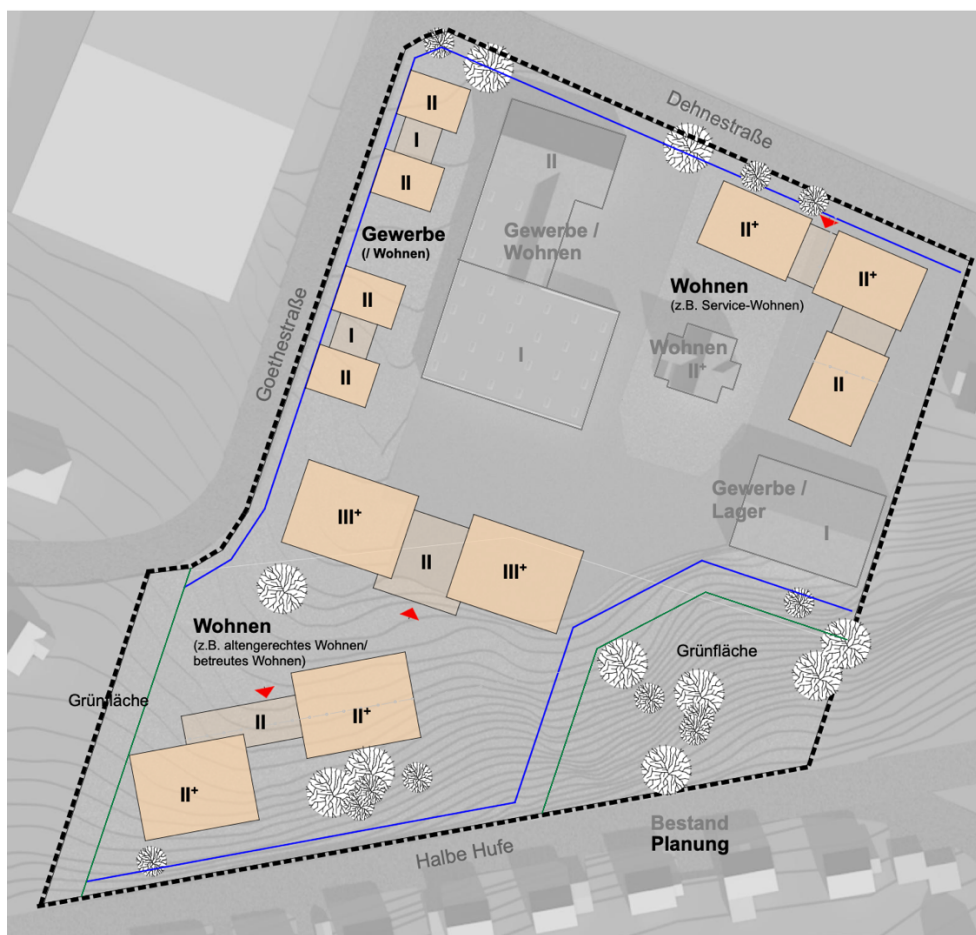 Dehnestraße
II
I
II
II
Gewerbe
(/ Wohnen)
Gewerbe /
Wohnen
II⁺
II⁺
Wohnen
(z.B. Service-Wohnen)
II
I
II
I
Wohnen
II⁺
II
Goethestraße
Gewerbe /
Lager
I
III⁺
II
III⁺
Wohnen
(z.B. altengerechtes Wohnen/
betreutes Wohnen)
Grünfläche
Grünfläche
II
II⁺
II⁺
Bestand
Planung
Halbe Hufe